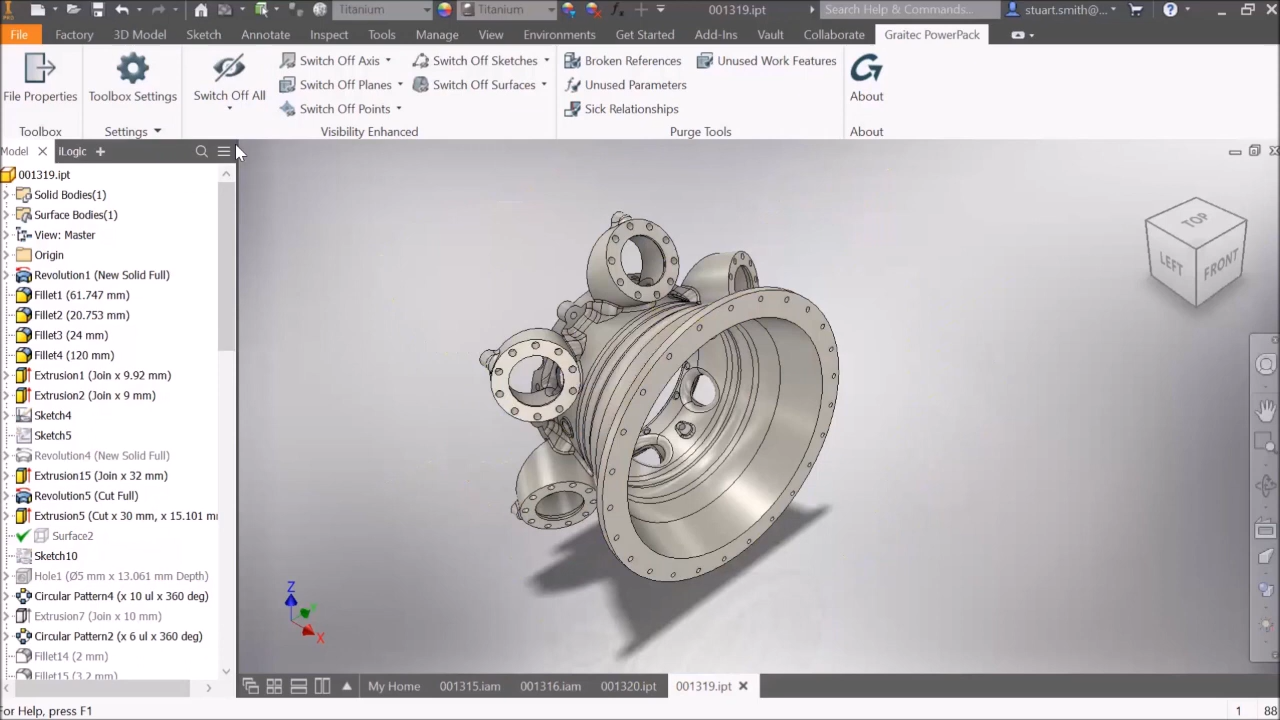 PRO
Titanium
Titanium
001319.ipt
Search Help & Commands...
stuart.smith@...
File
Factory
3D Model
Sketch
Annotate
Inspect
Tools
Manage
View
Environments
Get Started
Add-Ins
Vault
Collaborate
Graitec PowerPack
File Properties
Toolbox Settings
Switch Off All
Switch Off Axis
Switch Off Planes
Switch Off Points
Switch Off Sketches
Switch Off Surfaces
Broken References
Unused Parameters
Sick Relationships
Unused Work Features
About
Toolbox
Settings
Visibility Enhanced
Purge Tools
About
Model
iLogic
001319.ipt
Solid Bodies(1)
Surface Bodies(1)
View: Master
Origin
Revolution1 (New Solid Full)
Fillet1 (61.747 mm)
Fillet2 (20.753mm)
Fillet3 (24 mm)
Fillet4 (120 mm)
Extrusion1 (Join x 9.92 mm)
Extrusion2 (Join x 9 mm)
Sketch4
Sketch5
Revolution4 (New Solid Full)
Extrusion15 (Join x 32 mm)
Revolution5 (Cut Full)
Extrusion5 (Cut x 30 mm, x 15.101 m
Surface2
Sketch10
Hole1 (Ø5 mm x 13.061 mm Depth)
Circular Pattern4 (x 10 ul x 360 deg)
Extrusion7 (Join x 10 mm)
Circular Pattern2 (x 6 ul x 360 deg)
Fillet14 (2 mm)
Fillet15 (3.2 mm)
TOP
LEFT
FRONT
Z
X
My Home
001315.iam
001316.iam
001320.ipt
001319.ipt
For Help, press F1
1
88